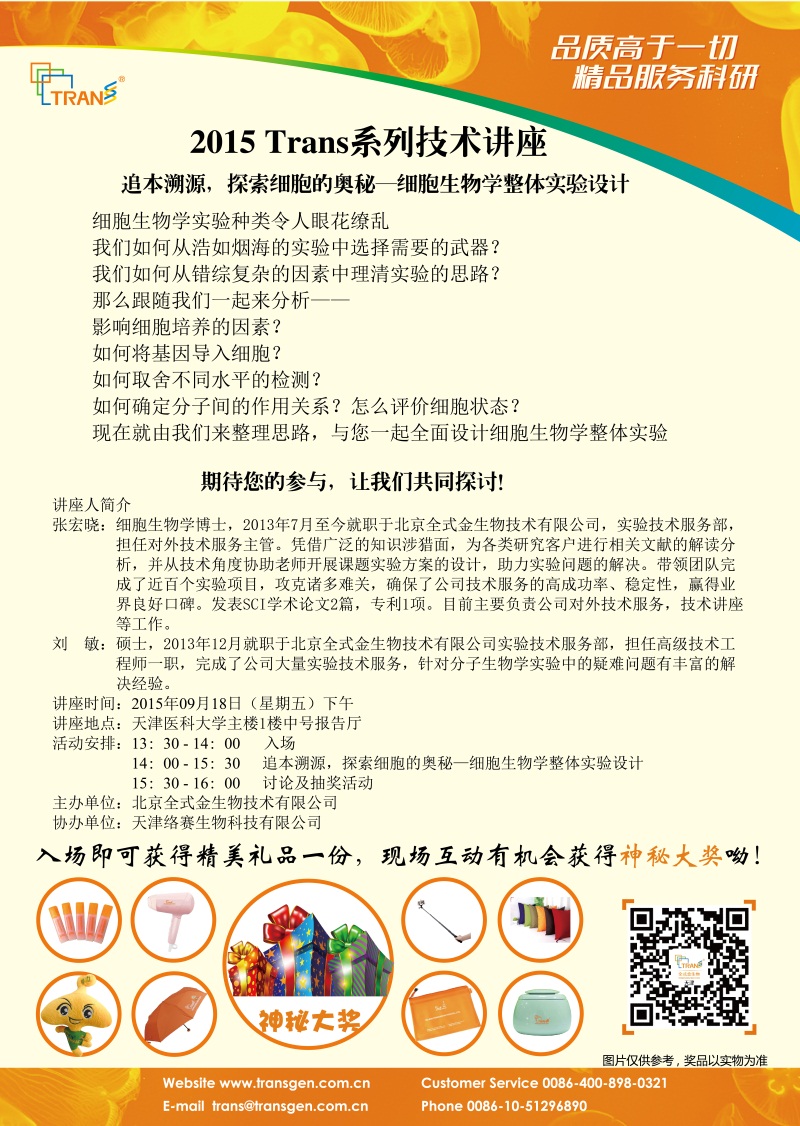 品质高于一切
精品服务科研
TRANS®
2015 Trans系列技术讲座
追本溯源，探索细胞的奥秘—细胞生物学整体实验设计
细胞生物学实验种类令人眼花缭乱
我们如何从浩如烟海的实验中选择需要的武器？
我们如何从错综复杂的因素中理清实验的思路？
那么跟随我们一起来分析——
影响细胞培养的因素？
如何将基因导入细胞？
如何取舍不同水平的检测？
如何确定分子间的作用关系？怎么评价细胞状态？
现在就由我们来整理思路，与您一起全面设计细胞生物学整体实验
期待您的参与，让我们共同探讨!
讲座人简介
张宏晓：细胞生物学博士，2013年7月至今就职于北京全式金生物技术有限公司，实验技术服务部，
担任对外技术服务主管。凭借广泛的知识涉猎面，为各类研究客户进行相关文献的解读分
析，并从技术角度协助老师开展课题实验方案的设计，助力实验问题的解决。带领团队完
成了近百个实验项目，攻克诸多难关，确保了公司技术服务的高成功率、稳定性，赢得业
界良好口碑。发表SCI学术论文2篇，专利1项。目前主要负责公司对外技术服务，技术讲座
等工作。
刘　敏：硕士，2013年12月就职于北京全式金生物技术有限公司实验技术服务部，担任高级技术工
程师一职，完成了公司大量实验技术服务，针对分子生物学实验中的疑难问题有丰富的解
决经验。
讲座时间：2015年09月18日（星期五）下午
讲座地点：天津医科大学主楼1楼中号报告厅
活动安排：13：30 - 14：00　入场
14：00 - 15：30　追本溯源，探索细胞的奥秘—细胞生物学整体实验设计
15：30 - 16：00　讨论及抽奖活动
主办单位：北京全式金生物技术有限公司
协办单位：天津络赛生物科技有限公司
入场即可获得精美礼品一份，现场互动有机会获得神秘大奖呦!
神秘大奖
TRANS
天津
图片仅供参考，奖品以实物为准
Website www.transgen.com.cn Customer Service 0086-400-898-0321
E-mail trans@transgen.com.cn Phone 0086-10-51296890